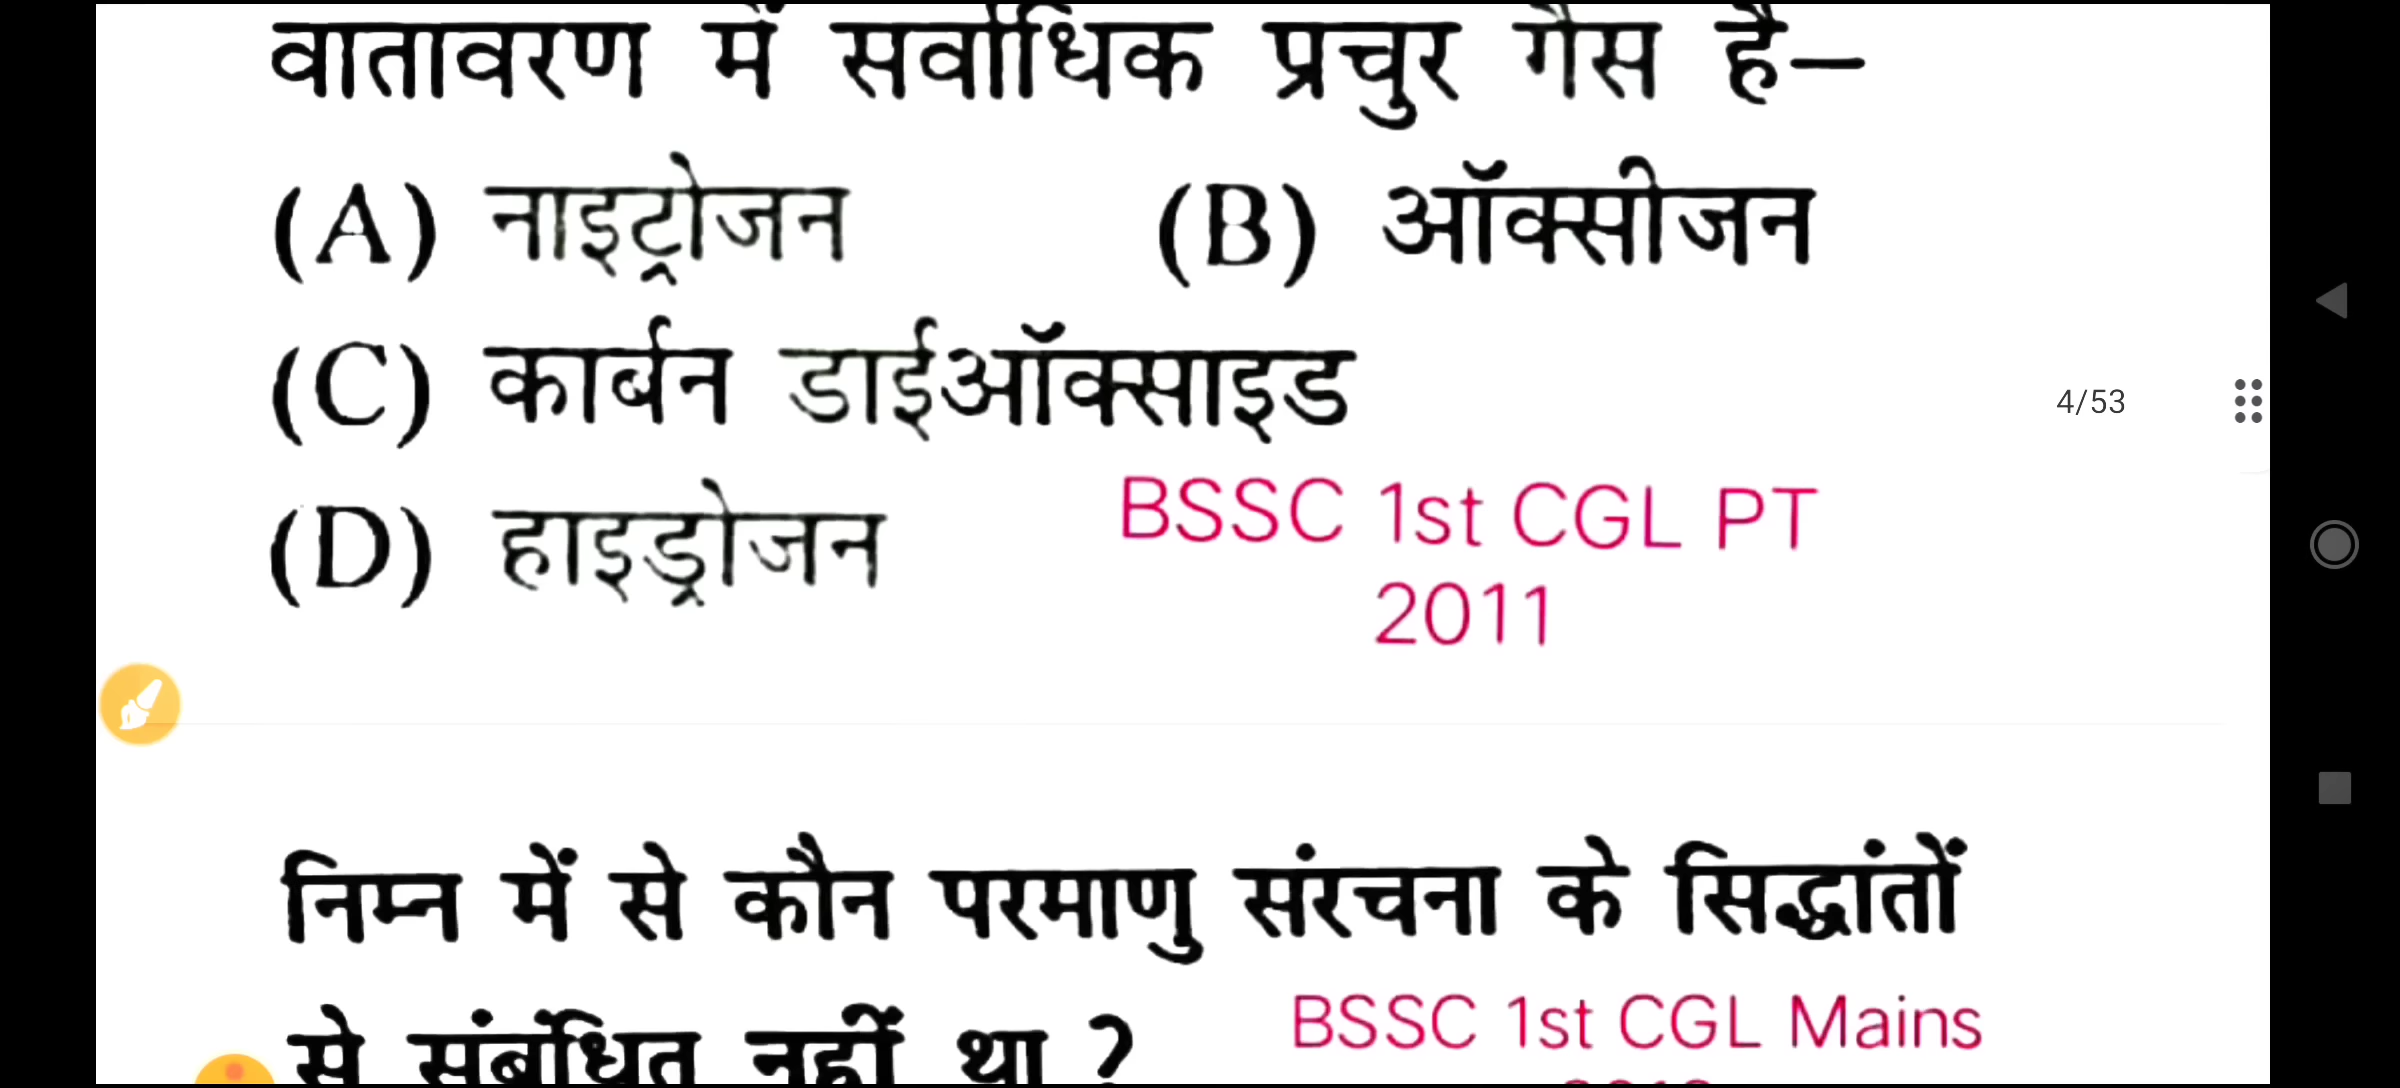 वातावरण में सर्वाधिक प्रचुर गैस है—
(A) नाइट्रोजन (B) ऑक्सीजन
(C) कार्बन डाईऑक्साइड
4/53
(D) हाइड्रोजन BSSC 1st CGL PT
2011
निम्न में से कौन परमाणु संरचना के सिद्धांतों
से संबंधित नहीं था ? BSSC 1st CGL Mains